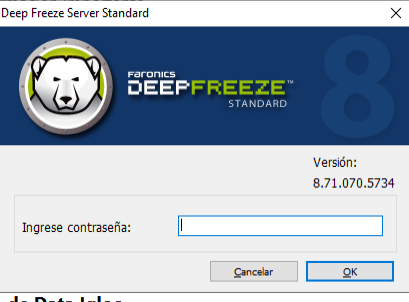 Deep Freeze Server Standard
FARONICS
DEEPFREEZE™
STANDARD
8
Versión:
8.71.070.5734
Ingrese contraseña:
Cancelar
OK
de Data Igloo